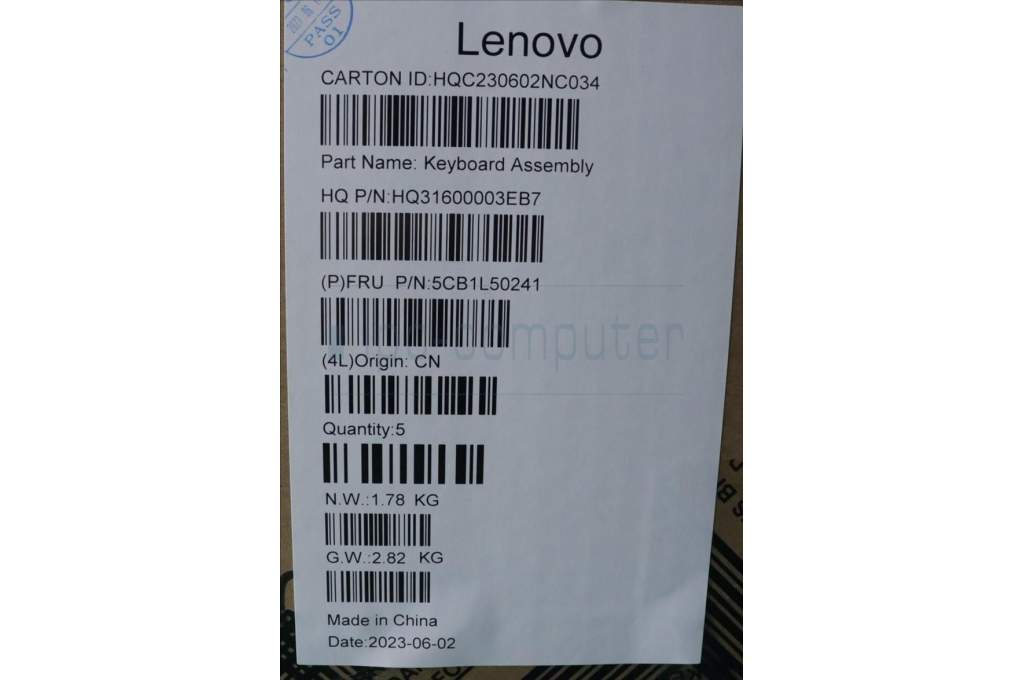 PASS
01
Lenovo
CARTON ID:HQC230602NC034
Part Name: Keyboard Assembly
HQ P/N:HQ31600003EB7
(P)FRU P/N:5CB1L50241
computer
(4L)Origin: CN
Quantity:5
N.W.:1.78 KG
G.W.:2.82 KG
Made in China
Date:2023-06-02